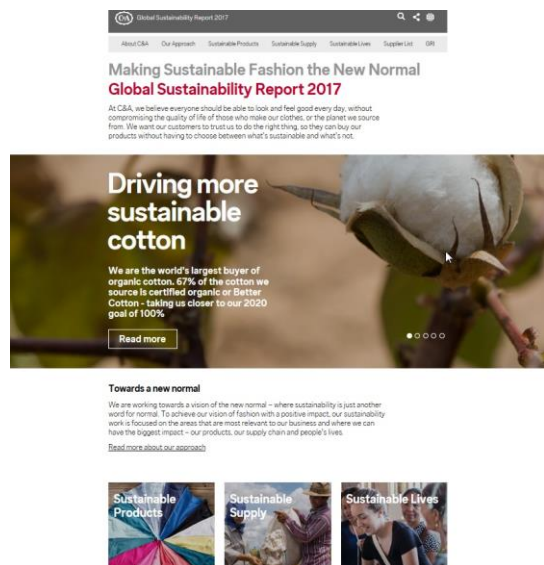 C&A Global Sustainability Report 2017
About C&A Our Approach Sustainable Products Sustainable Supply Sustainable Lives Supplier List GRI
Making Sustainable Fashion the New Normal
Global Sustainability Report 2017
At C&A, we believe everyone should be able to look and feel good every day, without
compromising the quality of life of those who make our clothes, or the planet we source
from. We want our customers to trust us to do the right thing, so they can buy our
products without having to choose between what's sustainable and what's not.
Driving more
sustainable
cotton
We are the world's largest buyer of
organic cotton. 67% of the cotton we
source is certified organic or Better
Cotton - taking us closer to our 2020
goal of 100%
Read more
Towards a new normal
We are working towards a vision of the new normal – where sustainability is just another
word for normal. To achieve our vision of fashion with a positive impact, our sustainability
work is focused on the areas that are most relevant to our business and where we can
have the biggest impact – our products, our supply chain and people's lives.
Read more about our approach
Sustainable
Products
Sustainable
Supply
Sustainable Lives